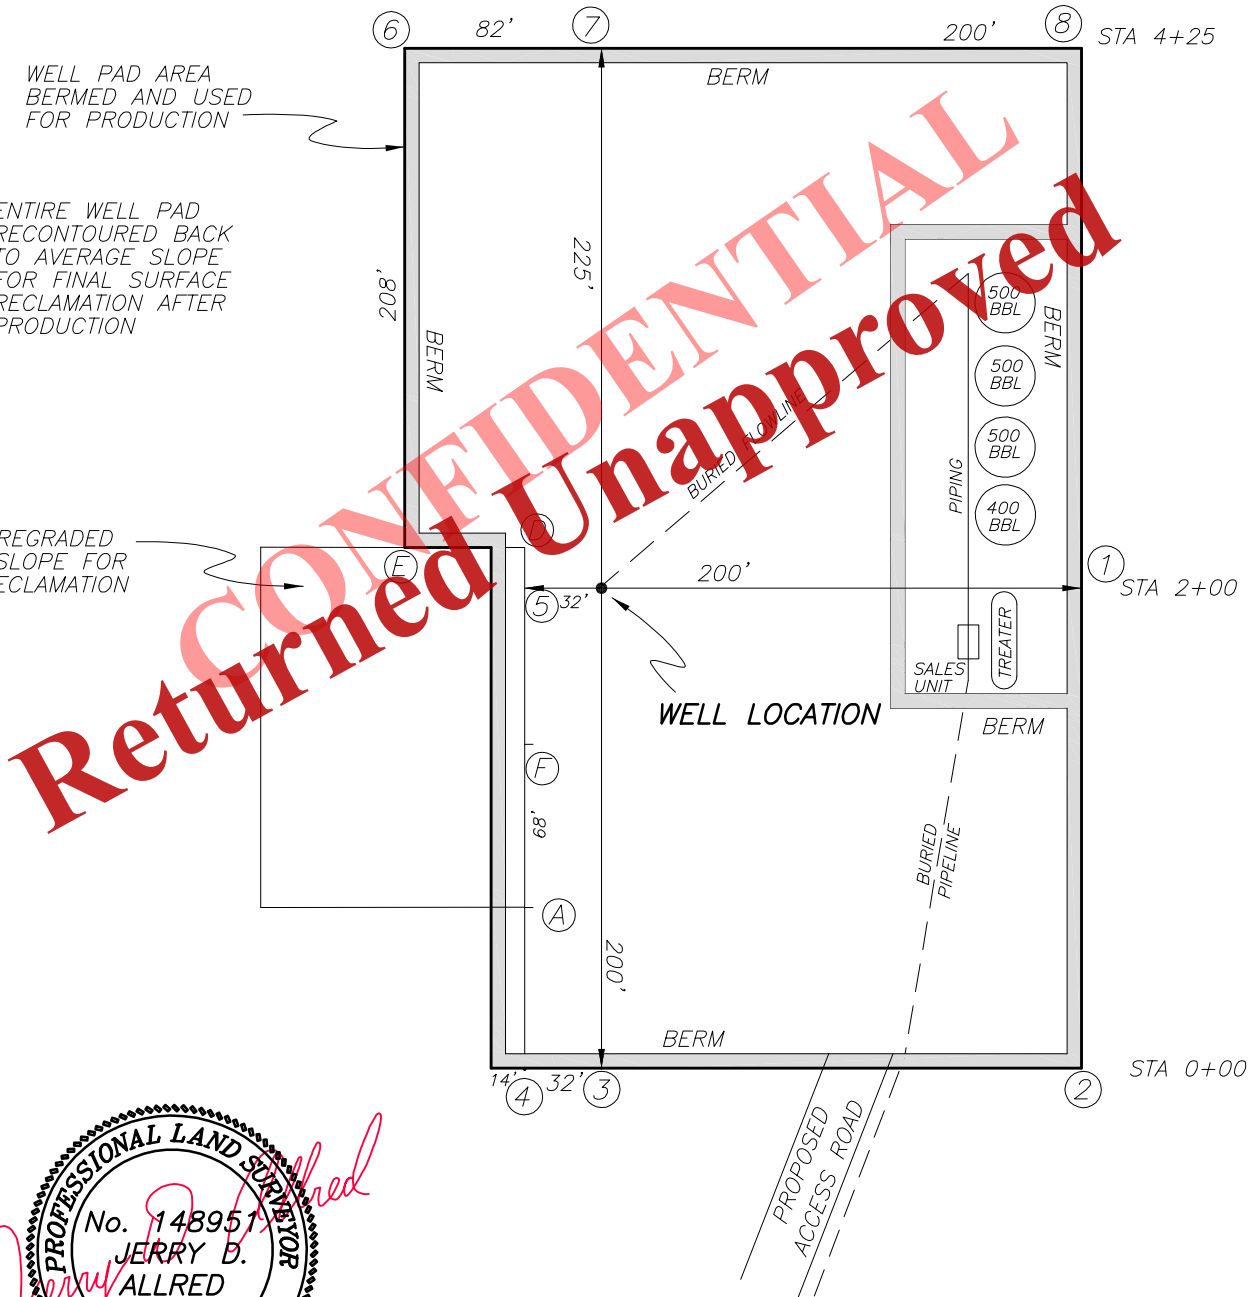 6
82'
7
200'
8
STA 4+25
WELL PAD AREA
BERMED AND USED
FOR PRODUCTION
BERM
CONFIDENTIAL
Returned Unapproved
ENTIRE WELL PAD
RECONTOURED BACK
TO AVERAGE SLOPE
FOR FINAL SURFACE
RECLAMATION AFTER
PRODUCTION
208'
225'
BERM
500
BBL
BERM
500
BBL
500
BBL
400
BBL
PIPING
BURIED FLOWLINE
REGRADED
SLOPE FOR
RECLAMATION
D
E
1
STA 2+00
200'
5
32'
TREATER
SALES
UNIT
WELL LOCATION
BERM
F
68'
BURIED
PIPELINE
A
200'
BERM
14'
4
32'
3
2
STA 0+00
PROPOSED
ACCESS ROAD
PROFESSIONAL LAND SURVEYOR
No. 148951
JERRY D.
ALLRED
Jerry D Allred